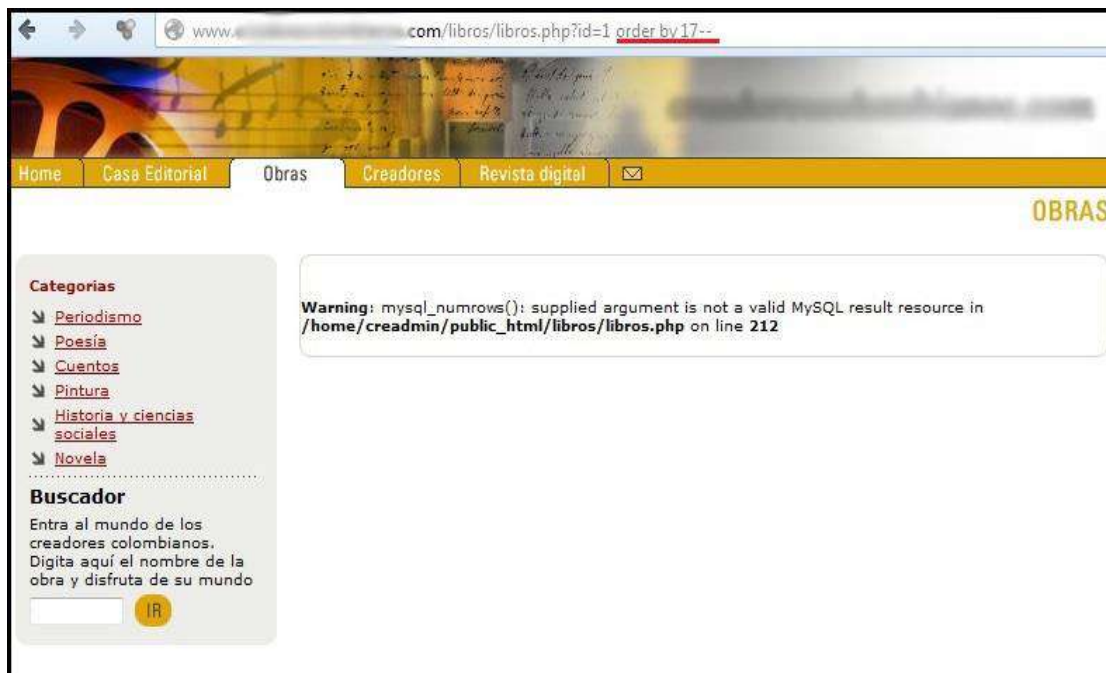 www. .com/libros/libros.php?id=1 order by 17--
Home
Casa Editorial
Obras
Creadores
Revista digital
OBRAS
Categorias
Periodismo
Poesía
Cuentos
Pintura
Historia y ciencias
sociales
Novela
Buscador
Entra al mundo de los
creadores colombianos.
Digita aquí el nombre de la
obra y disfruta de su mundo
IR
Warning: mysql_numrows(): supplied argument is not a valid MySQL result resource in
/home/creadmin/public_html/libros/libros.php on line 212